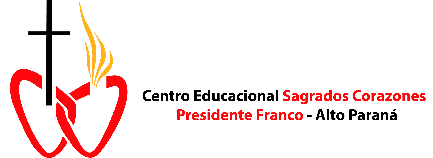 Centro Educacional Sagrados Corazones
Presidente Franco - Alto Paraná